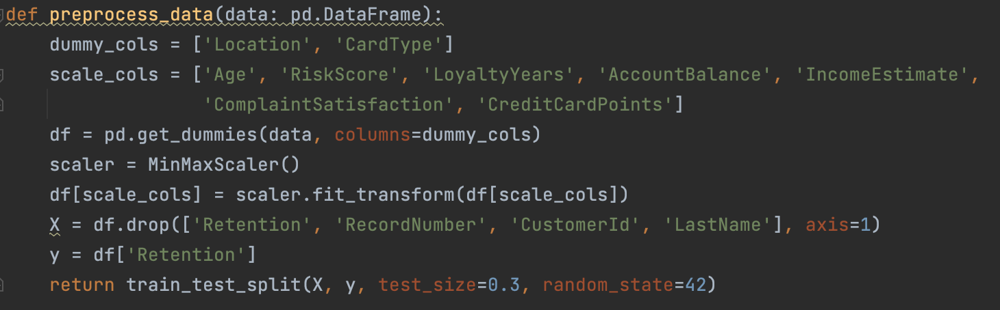 def preprocess_data(data: pd.DataFrame):
    dummy_cols = ['Location', 'CardType']
    scale_cols = ['Age', 'RiskScore', 'LoyaltyYears', 'AccountBalance', 'IncomeEstimate',
                  'ComplaintSatisfaction', 'CreditCardPoints']
    df = pd.get_dummies(data, columns=dummy_cols)
    scaler = MinMaxScaler()
    df[scale_cols] = scaler.fit_transform(df[scale_cols])
    X = df.drop(['Retention', 'RecordNumber', 'CustomerId', 'LastName'], axis=1)
    y = df['Retention']
    return train_test_split(X, y, test_size=0.3, random_state=42)